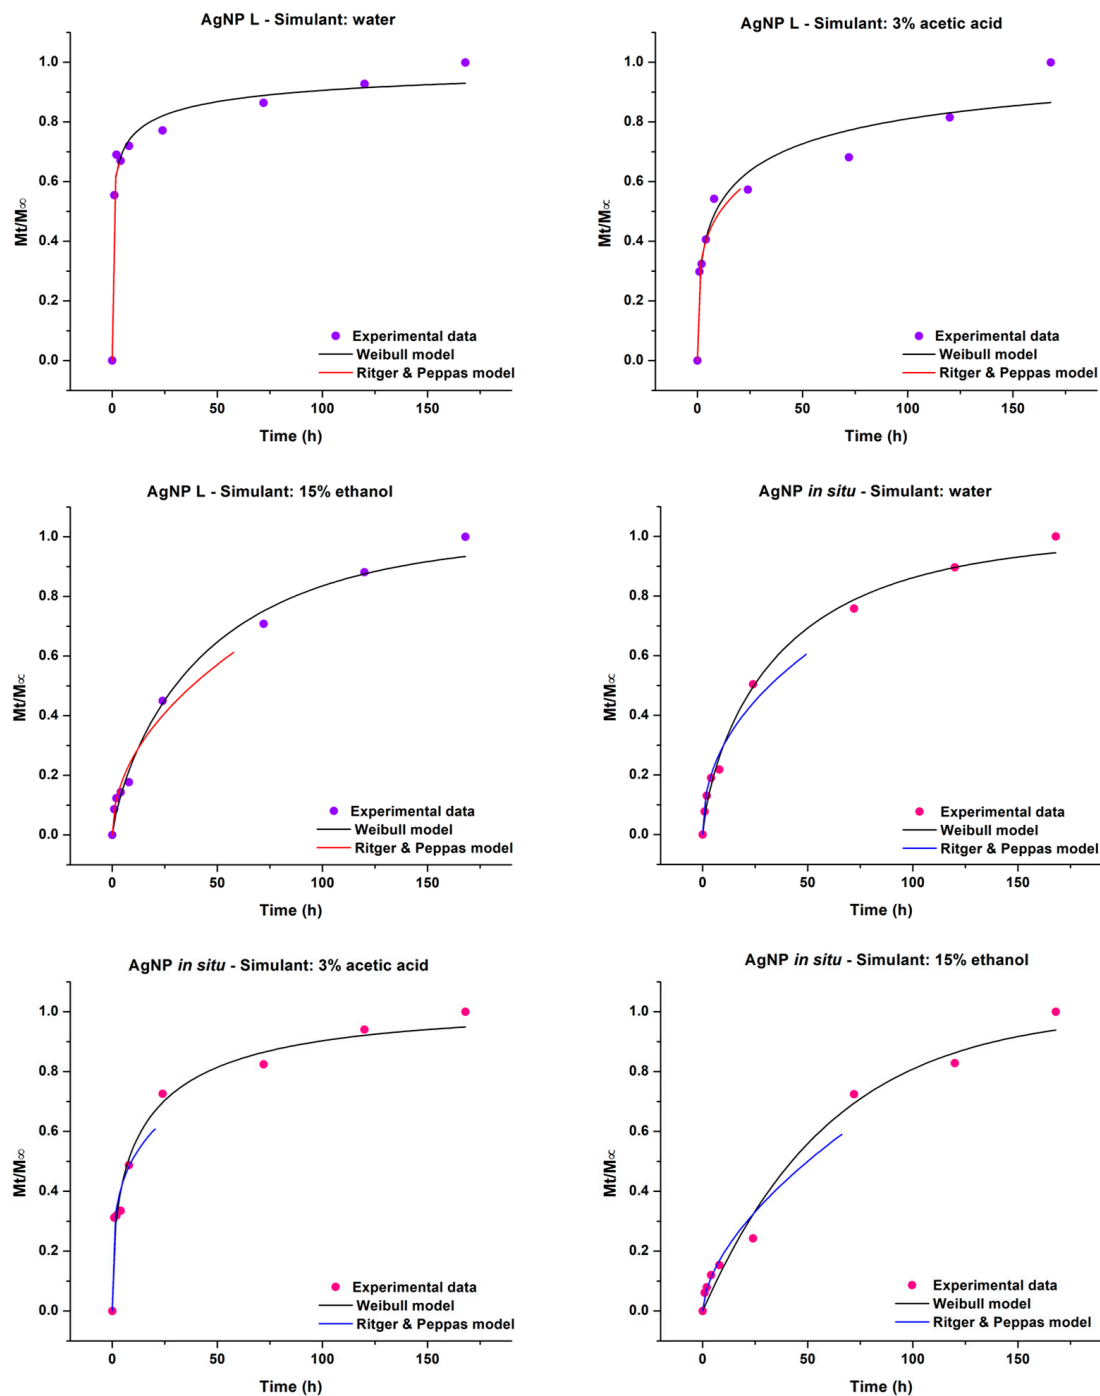 AgNP L - Simulant: water
1.0
0.8
0.6
0.4
0.2
0.0
Mt/M∞
Experimental data
Weibull model
Ritger & Peppas model
0 50 100 150
Time (h)
AgNP L - Simulant: 3% acetic acid
1.0
0.8
0.6
0.4
0.2
0.0
Mt/M∝
Experimental data
Weibull model
Ritger & Peppas model
0 50 100 150
Time (h)
AgNP L - Simulant: 15% ethanol
1.0
0.8
0.6
0.4
0.2
0.0
Mt/M∝
Experimental data
Weibull model
Ritger & Peppas model
0 50 100 150
Time (h)
AgNP in situ - Simulant: water
1.0
0.8
0.6
0.4
0.2
0.0
Mt/M∝
Experimental data
Weibull model
Ritger & Peppas model
0 50 100 150
Time (h)
AgNP in situ - Simulant: 3% acetic acid
1.0
0.8
0.6
0.4
0.2
0.0
Mt/M∞
Experimental data
Weibull model
Ritger & Peppas model
0 50 100 150
Time (h)
AgNP in situ - Simulant: 15% ethanol
1.0
0.8
0.6
0.4
0.2
0.0
Mt/M∝
Experimental data
Weibull model
Ritger & Peppas model
0 50 100 150
Time (h)